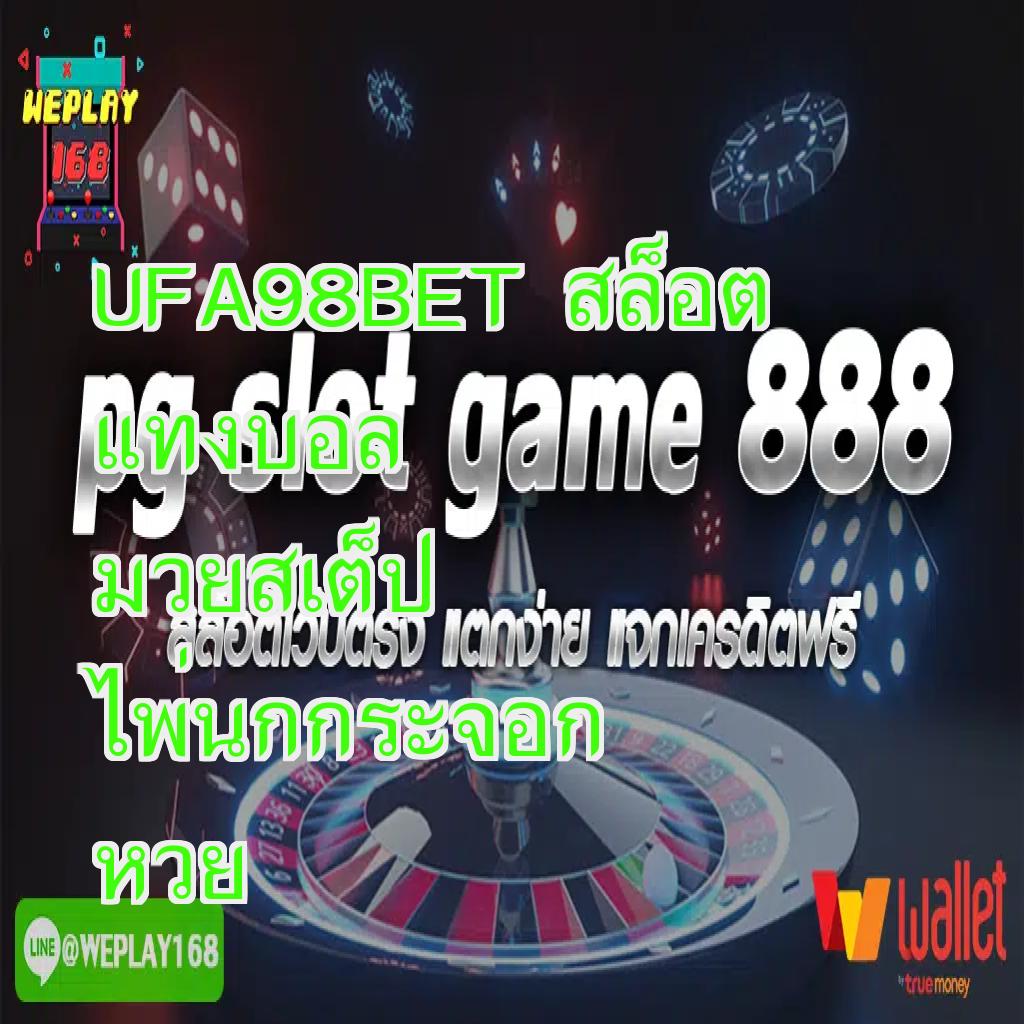 WEPLAY
168
UFA98BET สล็อต
pg slot game 888
แทงบอล
มวยสเต็ป
สล็อตเว็บตรง แตกง่าย แจกเครดิตฟรี
ไพ่นกกระจอก
หวย
LINE @WEPLAY168
wallet
by truemoney